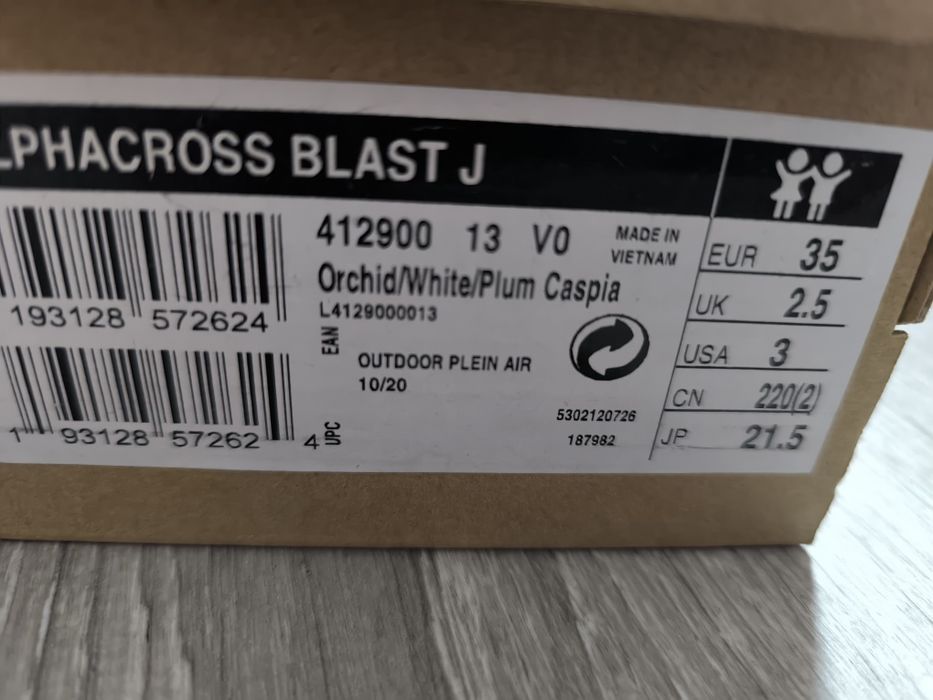 LPHACROSS BLAST J
412900 13 V0
MADE IN
VIETNAM
Orchid/White/Plum Caspia
L4129000013
193128 572624
EAN
OUTDOOR PLEIN AIR
10/20
5302120726
187982
1 93128 57262 4
UPC
EUR 35
UK 2.5
USA 3
CN 220(2)
JP 21.5